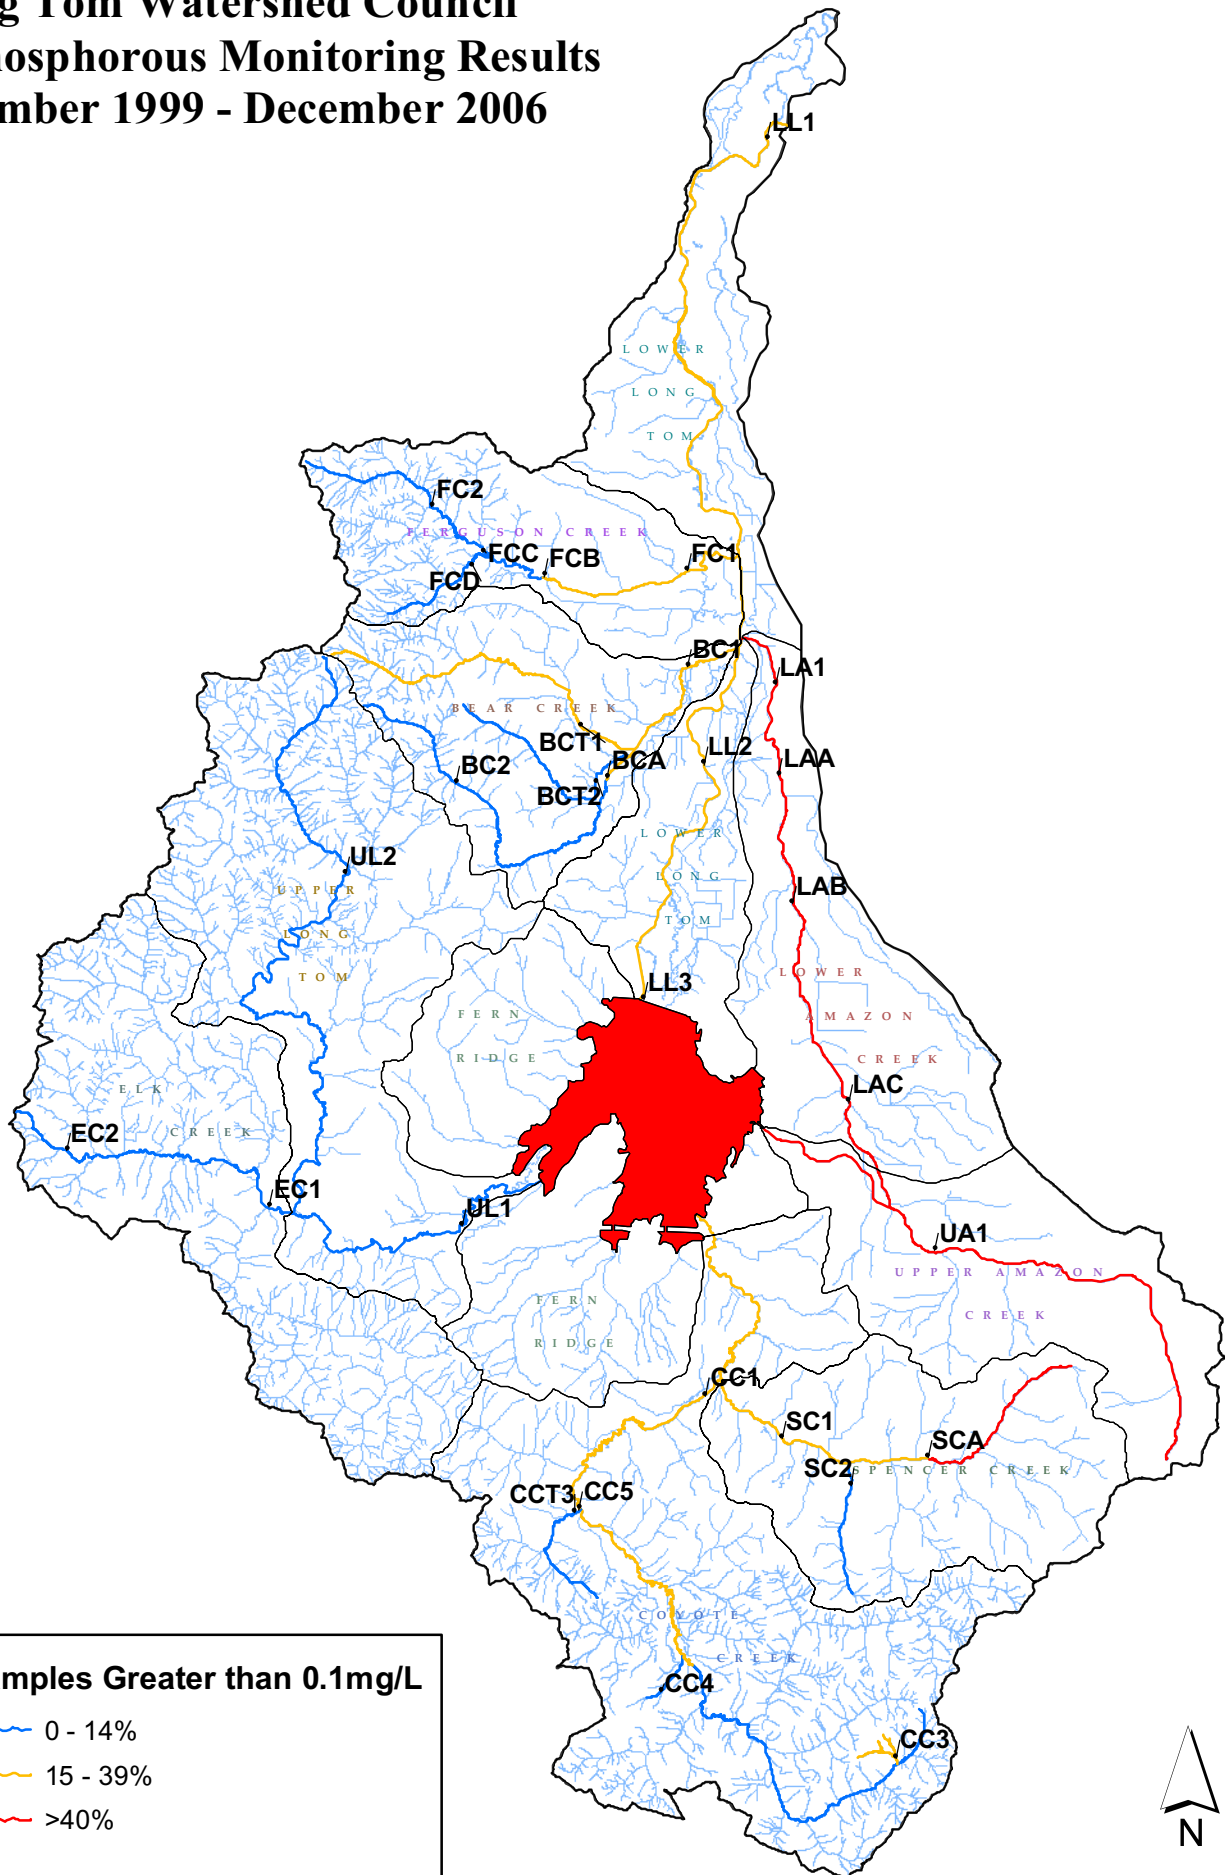 Tom Watershed Council
Monitoring Results
1999 - December 2006
LL1
LOWER
LONG
TOM
FC2
FERGUSON CREEK
FCC
FCB
FC1
FCD
BC1
LA1
BEAR CREEK
BCT1
LL2
BC2
BCA
LAA
BCT2
LOWER
UL2
LONG
UPPER
LAB
TOM
LONG
LOWER
TOM
LL3
FERN
AMAZON
RIDGE
CREEK
ELK
LAC
EC2
CREEK
EC1
UL1
UA1
UPPER AMAZON
FERN
CREEK
RIDGE
CC1
SC1
SCA
SC2
SPENCER CREEK
CCT3
CC5
COYOTE
CREEK
CC4
CC3
Greater than 0.1mg/L
0 - 14%
15 - 39%
>40%
N